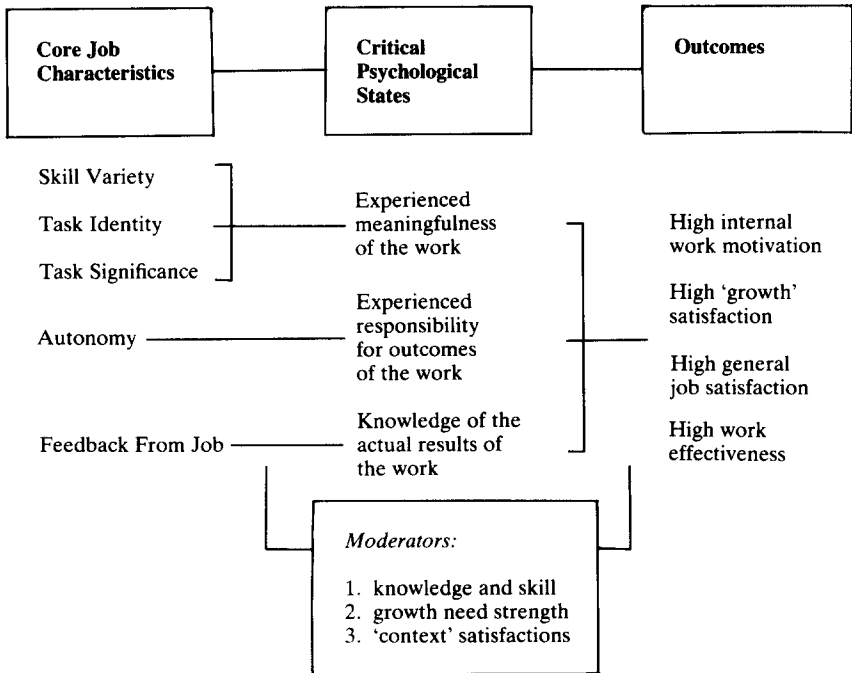 Core Job
Characteristics
Critical
Psychological
States
Outcomes
Skill Variety
Task Identity
Task Significance
Experienced
meaningfulness
of the work
Autonomy
Experienced
responsibility
for outcomes
of the work
Feedback From Job
Knowledge of the
actual results of
the work
High internal
work motivation
High ‘growth’
satisfaction
High general
job satisfaction
High work
effectiveness
Moderators:
1. knowledge and skill
2. growth need strength
3. ‘context’ satisfactions